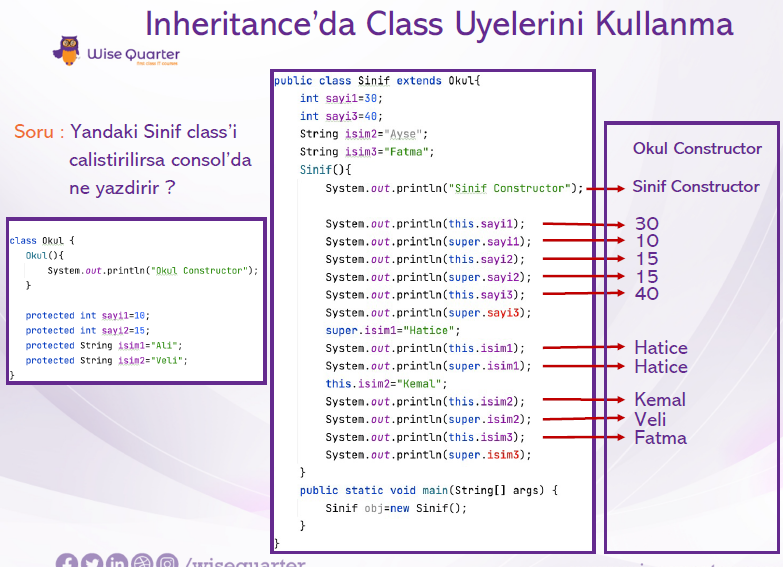 Inheritance'da Class Uyelerini Kullanma
Wise Quarter
first class IT courses
Soru : Yandaki Sinif class'i
calistirilirsa consol'da
ne yazdirir ?
class Okul {
Okul(){
System.out.println("Okul Constructor");
}
protected int sayi1=10;
protected int sayi2=15;
protected String isim1="Ali";
protected String isim2="Veli";
}
public class Sinif extends Okul{
int sayi1=30;
int sayi3=40;
String isim2="Ayse";
String isim3="Fatma";
Sinif(){
System.out.println("Sinif Constructor");
System.out.println(this.sayi1);
System.out.println(super.sayi1);
System.out.println(this.sayi2);
System.out.println(super.sayi2);
System.out.println(this.sayi3);
System.out.println(super.sayi3);
super.isim1="Hatice";
System.out.println(this.isim1);
System.out.println(super.isim1);
this.isim2="Kemal";
System.out.println(this.isim2);
System.out.println(super.isim2);
System.out.println(this.isim3);
System.out.println(super.isim3);
}
public static void main(String[] args) {
Sinif obj=new Sinif();
}
}
Okul Constructor
Sinif Constructor
30
10
15
15
40
Hatice
Hatice
Kemal
Veli
Fatma
/wisequarter